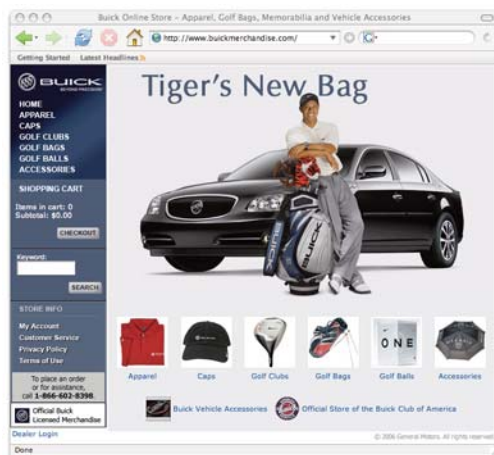 Buick Online Store – Apparel, Golf Bags, Memorabilia and Vehicle Accessories
http://www.buickmerchandise.com/
Getting Started
Latest Headlines
BUICK
BEYOND PRECISION
HOME
APPAREL
CAPS
GOLF CLUBS
GOLF BAGS
GOLF BALLS
ACCESSORIES
SHOPPING CART
Items in cart: 0
Subtotal: $0.00
CHECKOUT
Keyword:
SEARCH
STORE INFO
My Account
Customer Service
Privacy Policy
Terms of Use
To place an order
or for assistance,
call 1-866-602-8398.
Official Buick
Licensed Merchandise
Dealer Login
Done
Tiger's New Bag
BUICK
BUICK
ONE
Apparel
Caps
Golf Clubs
Golf Bags
Golf Balls
Accessories
Buick Vehicle Accessories
Official Store of the Buick Club of America
© 2006 General Motors. All rights reserved